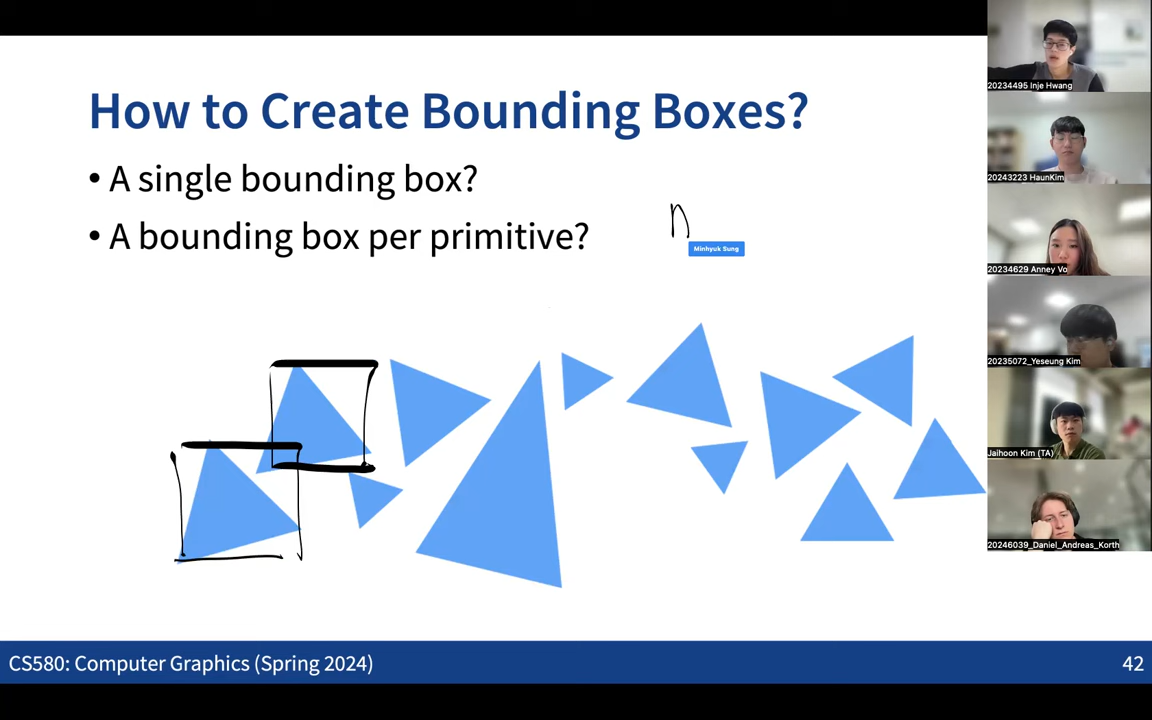 How to Create Bounding Boxes?
• A single bounding box?
• A bounding box per primitive?
n
Minhyuk Sung
20234495 Inje Hwang
20243223 HaunKim
20234629 Anney Vo
20235072_Yeseung Kim
Jaihoon Kim (TA)
20246039_Daniel_Andreas_Korth
CS580: Computer Graphics (Spring 2024)
42